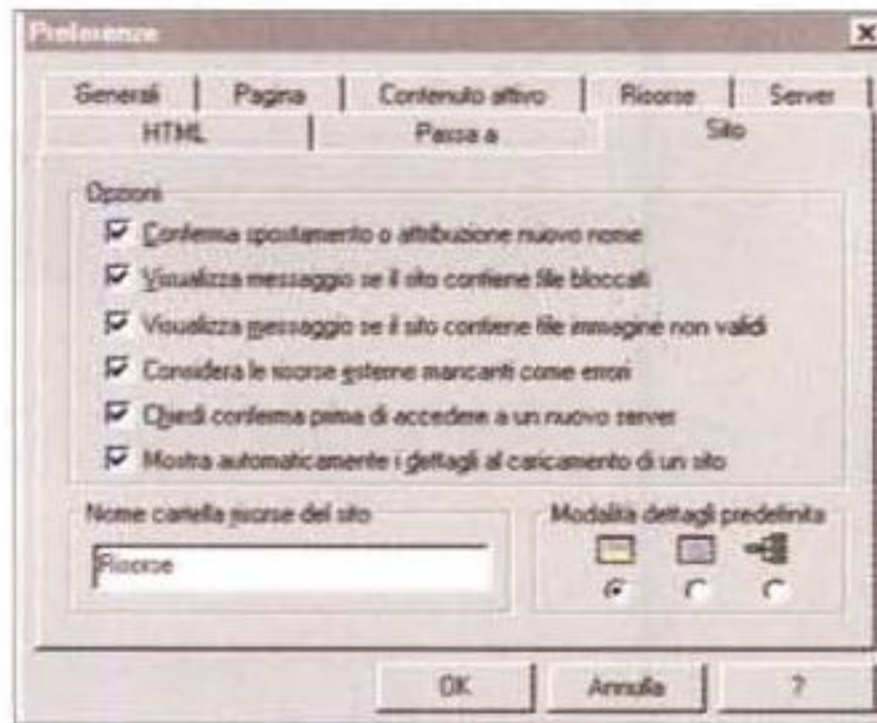 Preferenze
Generali Pagina Contenuto attivo Risorse Server
HTML Passa a Sito
Opzioni
Conferma spostamento o attribuzione nuovo nome
Visualizza messaggio se il sito contiene file bloccati
Visualizza messaggio se il sito contiene file immagine non validi
Considera le risorse esterne mancanti come errori
Chiedi conferma prima di accedere a un nuovo server
Mostra automaticamente i dettagli al caricamento di un sito
Nome cartella risorse del sito
Modalità dettagli predefinita
Risorse
OK Annulla ?